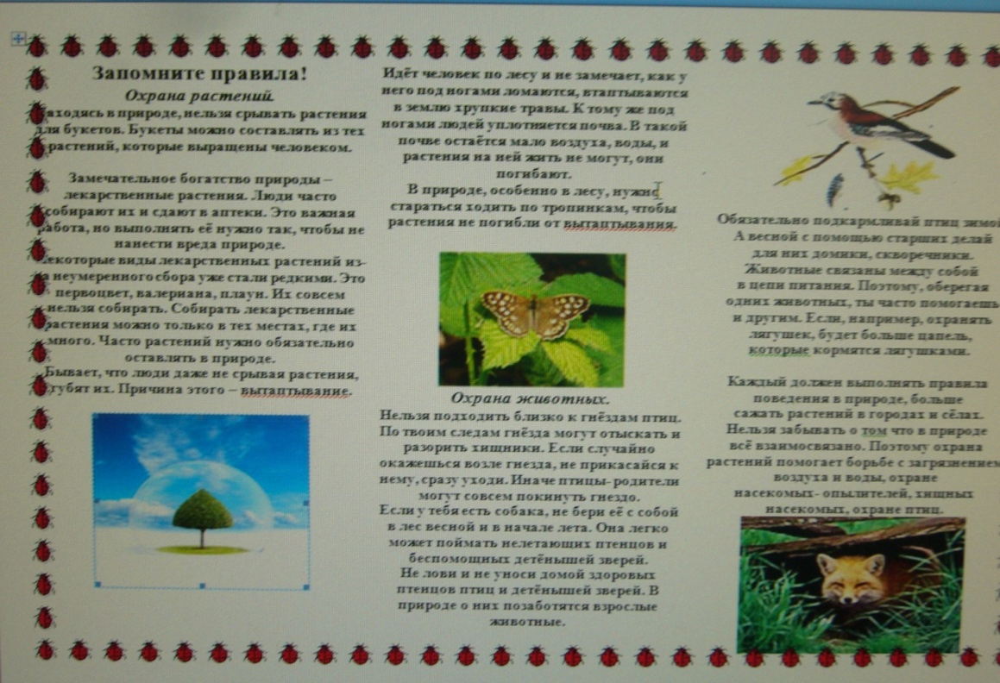 Запомните правила!
Охрана растений.
Находясь в природе, нельзя срывать растения
для букетов. Букеты можно составлять из тех
растений, которые выращены человеком.
Замечательное богатство природы –
лекарственные растения. Люди часто
собирают их и сдают в аптеки. Это важная
работа, но выполнять её нужно так, чтобы не
нанести вреда природе.
Некоторые виды лекарственных растений из-
за неумеренного сбора уже стали редкими. Это
первоцвет, валериана, плаун. Их совсем
нельзя собирать. Собирать лекарственные
растения можно только в тех местах, где их
много. Часто растений нужно обязательно
оставлять в природе.
Бывает, что люди даже не срывая растения,
губят их. Причина этого – вытаптывание.
Идёт человек по лесу и не замечает, как у
него под ногами ломаются, втаптываются
в землю хрупкие травы. К тому же под
ногами людей уплотняется почва. В такой
почве остаётся мало воздуха, воды, и
растения на ней жить не могут, они
погибают.
В природе, особенно в лесу, нужно
стараться ходить по тропинкам, чтобы
растения не погибли от вытаптывания.
Охрана животных.
Нельзя подходить близко к гнёздам птиц.
По твоим следам гнёзда могут отыскать и
разорить хищники. Если случайно
окажешься возле гнезда, не прикасайся к
нему, сразу уходи. Иначе птицы- родители
могут совсем покинуть гнездо.
Если у тебя есть собака, не бери её с собой
в лес весной и в начале лета. Она легко
может поймать нелетающих птенцов и
беспомощных детёнышей зверей.
Не лови и не уноси домой здоровых
птенцов птиц и детёнышей зверей. В
природе о них позаботятся взрослые
животные.
Обязательно подкармливай птиц зимой
А весной с помощью старших делай
для них домики, скворечники.
Животные связаны между собой
в цепи питания. Поэтому, оберегая
одних животных, ты часто помогаешь
и другим. Если, например, охранять
лягушек, будет больше цапель,
которые кормятся лягушками.
Каждый должен выполнять правила
поведения в природе, больше
сажать растений в городах и сёлах.
Нельзя забывать о том что в природе
всё взаимосвязано. Поэтому охрана
растений помогает борьбе с загрязнением
воздуха и воды, охране
насекомых- опылителей, хищных
насекомых, охране птиц.